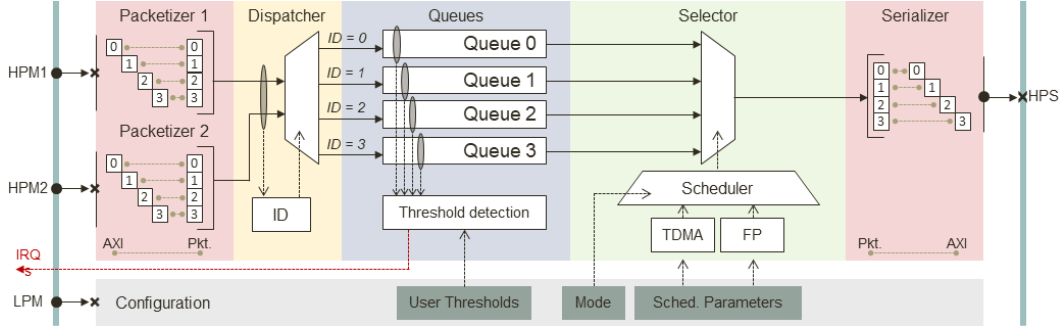 Packetizer 1
Dispatcher
Queues
Selector
Serializer
HPM1
0 0
1 1
2 2
3 3
ID = 0
ID = 1
ID = 2
ID = 3
Queue 0
Queue 1
Queue 2
Queue 3
0 0
1 1
2 2
3 3
HPS
Packetizer 2
HPM2
0 0
1 1
2 2
3 3
ID
Threshold detection
Scheduler
TDMA
FP
AXI
Pkt.
Pkt.
AXI
IRQ
s
LPM
Configuration
User Thresholds
Mode
Sched. Parameters